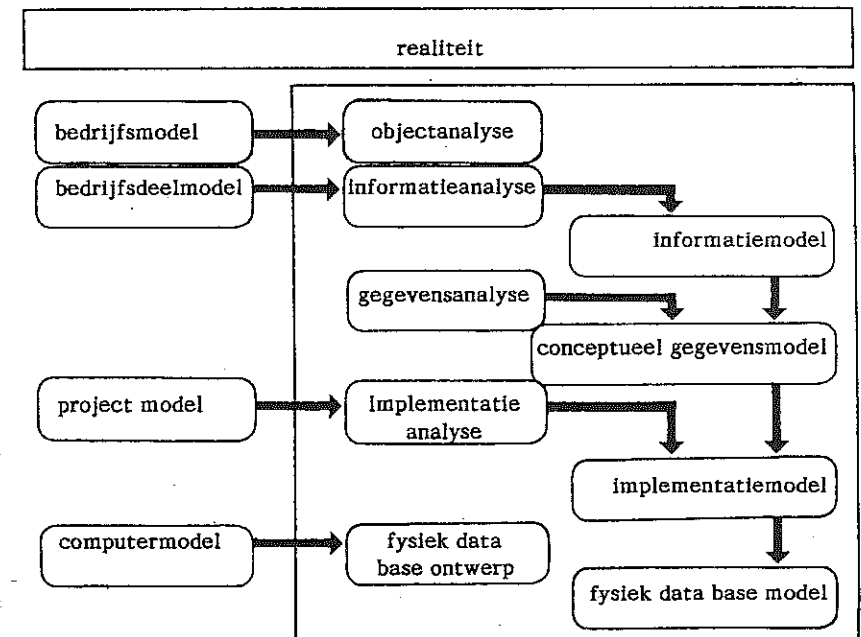 realiteit
bedrijfsmodel
objectanalyse
bedrijfsdeelmodel
informatieanalyse
informatiemodel
gegevensanalyse
conceptueel gegevensmodel
project model
implementatie
analyse
implementatiemodel
computermodel
fysiek data
base ontwerp
fysiek data base model